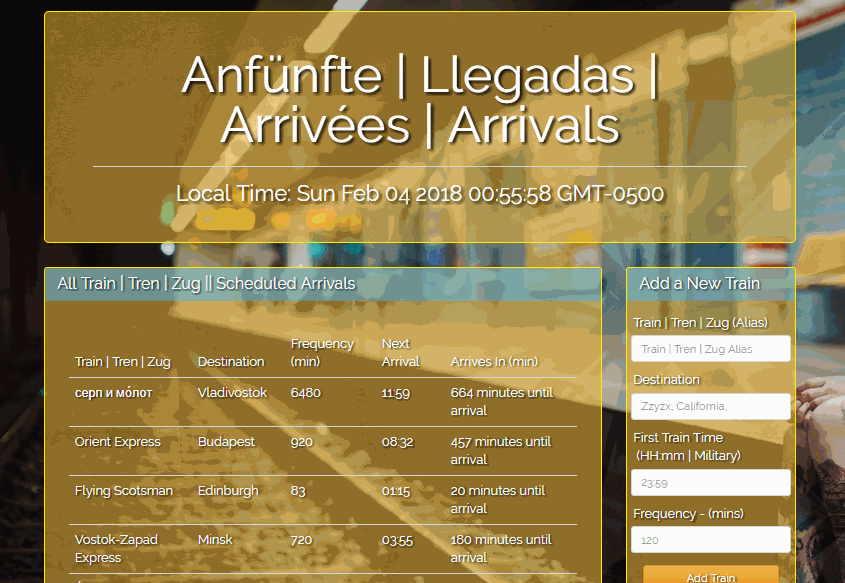 Anfünfte | Llegadas |
Arrivées | Arrivals
Local Time: Sun Feb 04 2018 00:55:58 GMT-0500
All Train | Tren | Zug || Scheduled Arrivals
Train | Tren | Zug Destination Frequency (min) Next Arrival Arrives In (min)
серп и мо́лот Vladivostok 6480 11:59 664 minutes until arrival
Orient Express Budapest 920 08:32 457 minutes until arrival
Flying Scotsman Edinburgh 83 01:15 20 minutes until arrival
Vostok-Zapad Express Minsk 720 03:55 180 minutes until arrival
Add a New Train
Train | Tren | Zug (Alias)
Train | Tren | Zug Alias
Destination
Zzyzx, California,
First Train Time
(HH:mm | Military)
23:59
Frequency - (mins)
120
Add Train